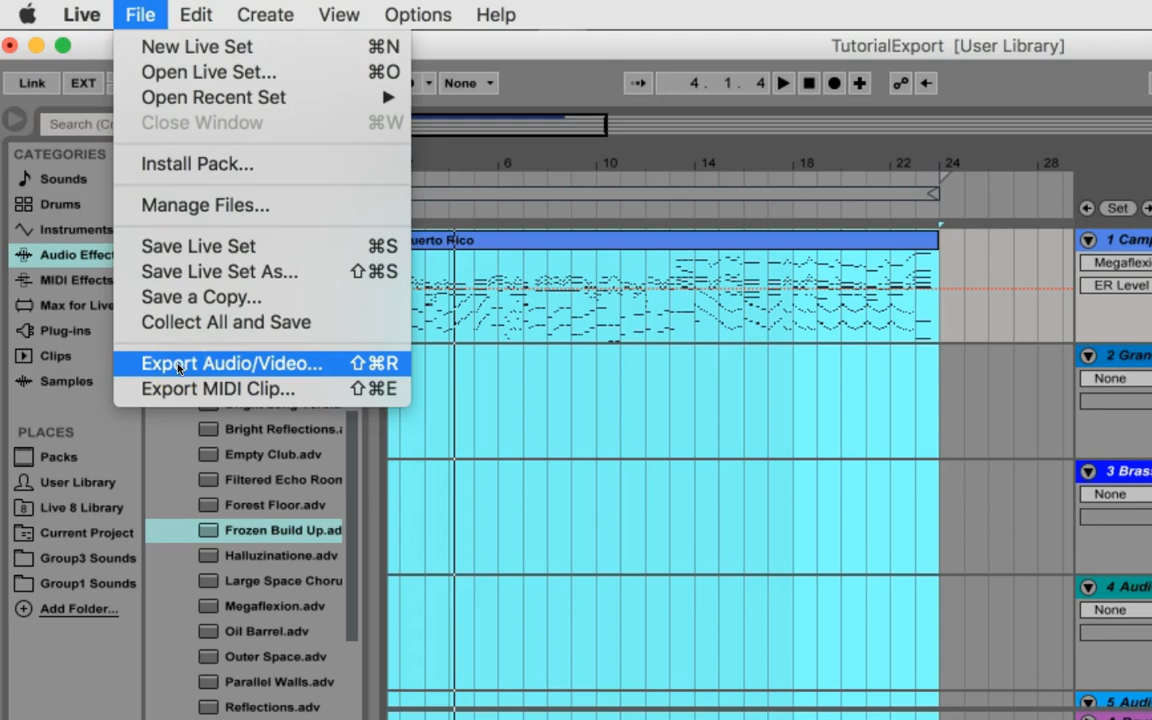 Live File Edit Create View Options Help
TutorialExport [User Library]
New Live Set ⌘N
Open Live Set... ⌘O
Open Recent Set ▶
Close Window ⌘W
Install Pack...
Manage Files...
Save Live Set ⌘S
Save Live Set As... ⇧⌘S
Save a Copy...
Collect All and Save
Export Audio/Video... ⇧⌘R
Export MIDI Clip... ⇧⌘E
Link EXT None 4. 1. 4
Search (Cr
CATEGORIES
Sounds
Drums
Instruments
Audio Effect
MIDI Effects
Max for Live
Plug-ins
Clips
Samples
PLACES
Packs
User Library
Live 8 Library
Current Project
Group3 Sounds
Group1 Sounds
Add Folder...
Bright Reflections.a
Empty Club.adv
Filtered Echo Room
Forest Floor.adv
Frozen Build Up.ad
Halluzinatione.adv
Large Space Choru
Megaflexion.adv
Oil Barrel.adv
Outer Space.adv
Parallel Walls.adv
Reflections.adv
6 10 14 18 22 24 28
Set
uerto Rico
1 Camp
Megaflexi
ER Level
2 Gran
None
3 Bras
None
4 Audi
None
5 Audi